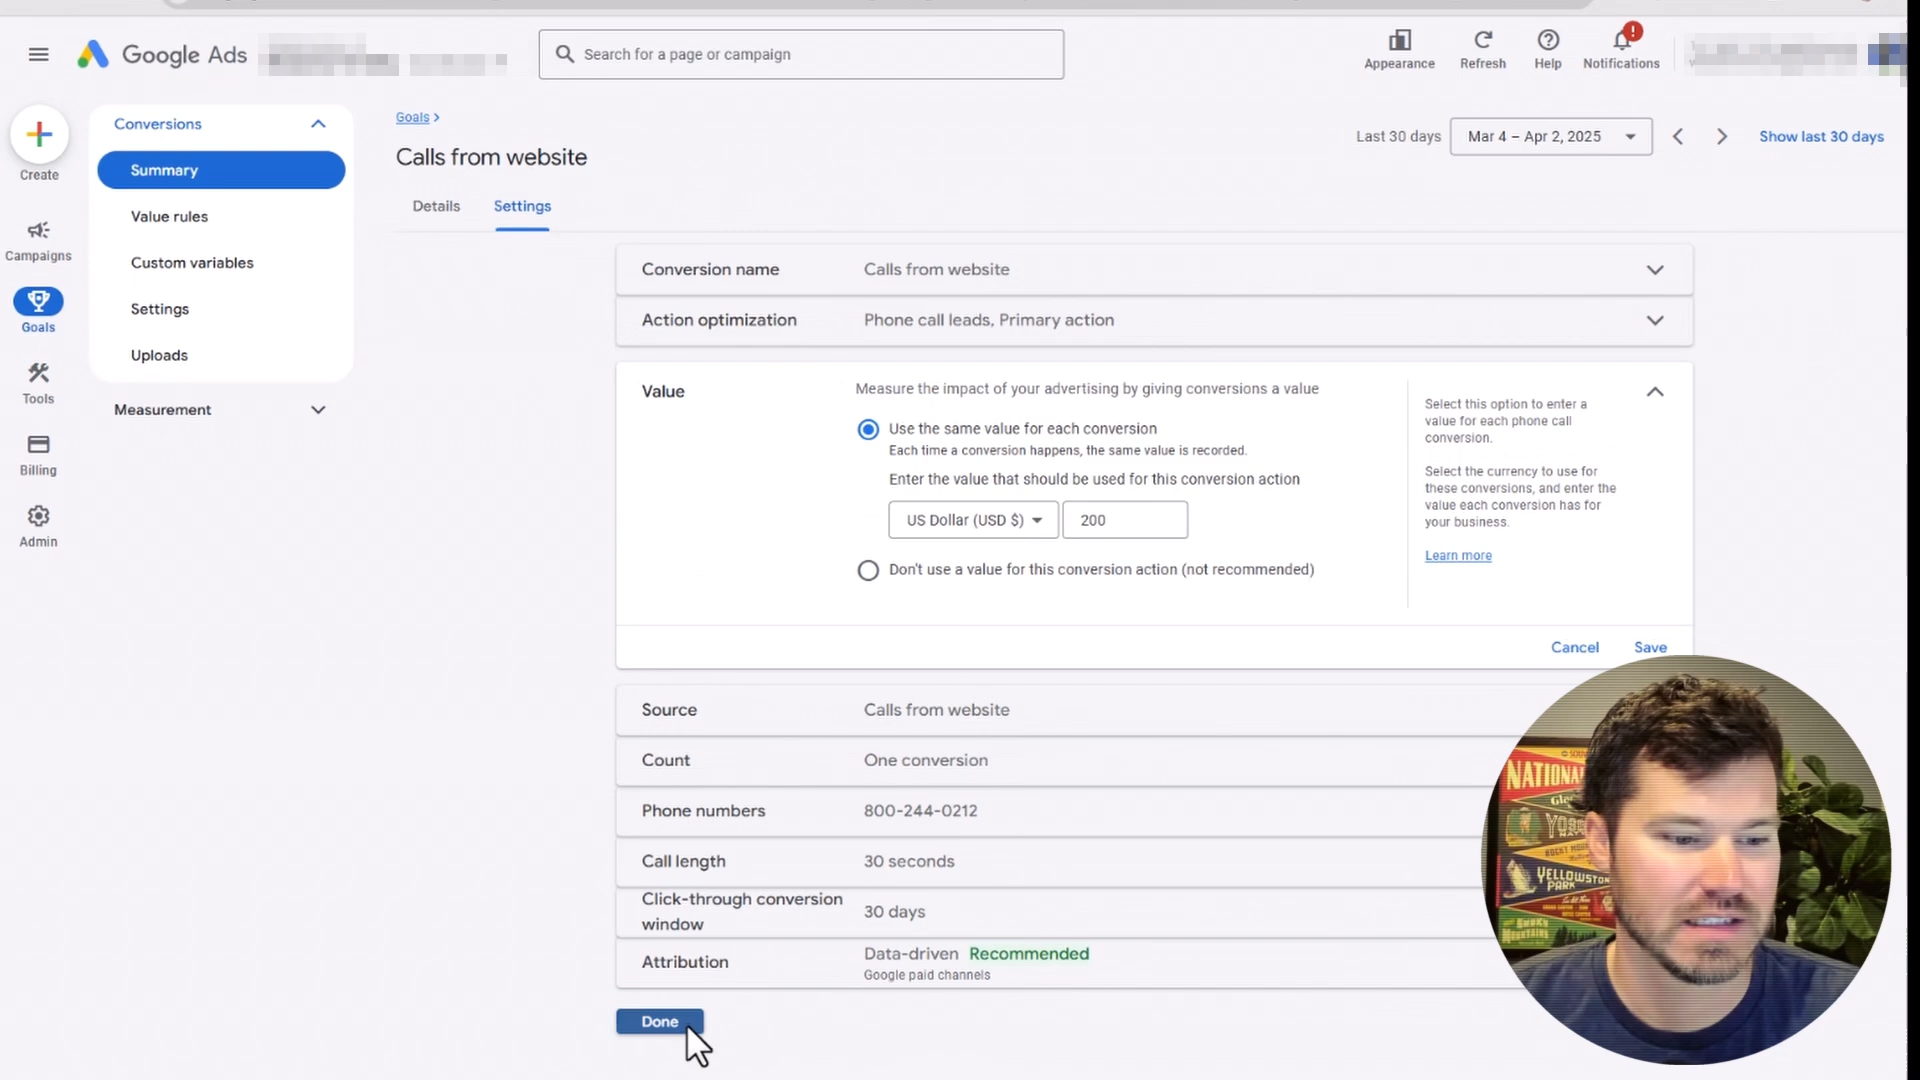 Google Ads
Search for a page or campaign
Appearance
Refresh
Help
Notifications
Create
Campaigns
Goals
Tools
Billing
Admin
Conversions
Summary
Value rules
Custom variables
Settings
Uploads
Measurement
Goals
Calls from website
Last 30 days
Mar 4 – Apr 2, 2025
Show last 30 days
Details
Settings
Conversion name
Calls from website
Action optimization
Phone call leads, Primary action
Value
Measure the impact of your advertising by giving conversions a value
Use the same value for each conversion
Each time a conversion happens, the same value is recorded.
Enter the value that should be used for this conversion action
US Dollar (USD $)
200
Don't use a value for this conversion action (not recommended)
Select this option to enter a
value for each phone call
conversion.
Select the currency to use for
these conversions, and enter the
value each conversion has for
your business.
Learn more
Cancel
Save
Source
Calls from website
Count
One conversion
Phone numbers
800-244-0212
Call length
30 seconds
Click-through conversion
window
30 days
Attribution
Data-driven Recommended
Google paid channels
Done
NATIONA
YELLOWSTON
PARK